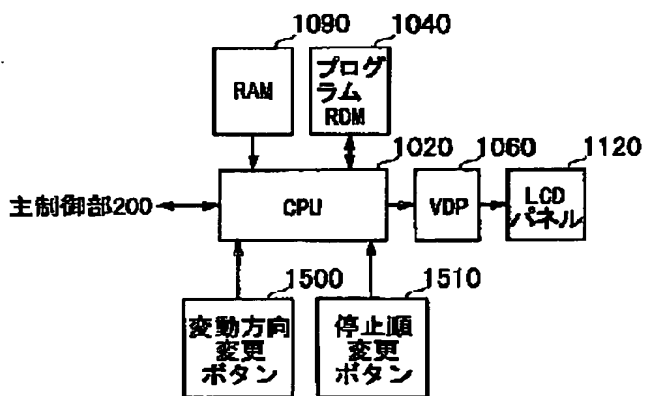 1090
1040
RAM
プログ
ラム
ROM
1020
1060
1120
主制御部200
CPU
VDP
LCD
パネル
1500
1510
変動方向
変更
ボタン
停止順
変更
ボタン